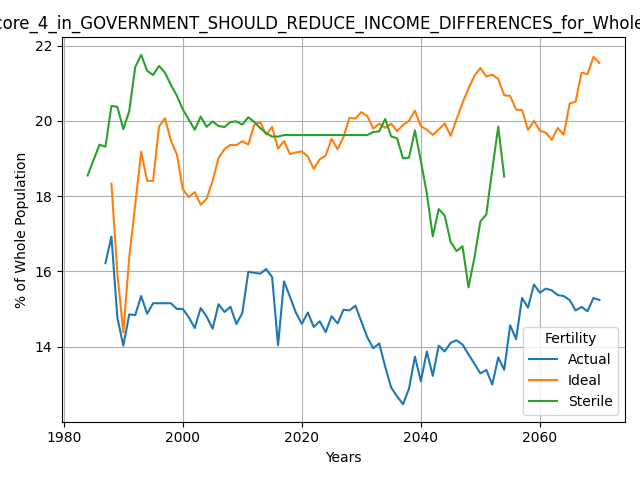 core_4_in_GOVERNMENT_SHOULD_REDUCE_INCOME_DIFFERENCES_for_Whole
22
20
18
16
14
% of Whole Population
1980
2000
2020
2040
2060
Years
Fertility
Actual
Ideal
Sterile